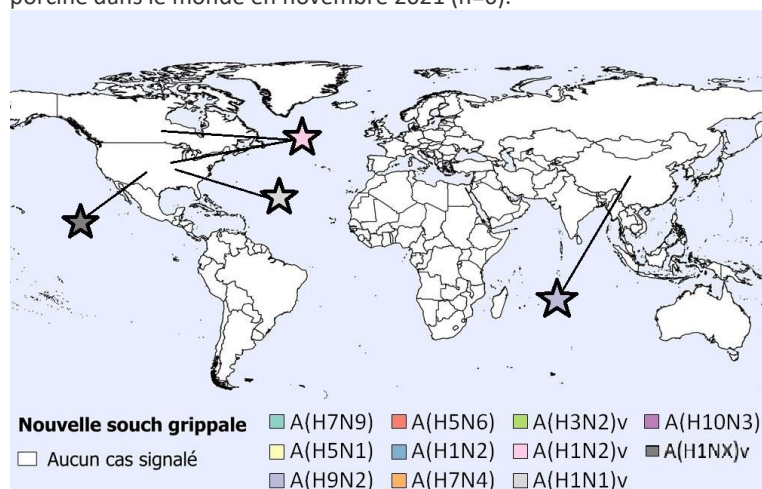 porcine dans le monde en novembre 2021 (n=6).
Nouvelle souch grippale
Aucun cas signalé
A(H7N9) A(H5N6) A(H3N2)v A(H10N3)
A(H5N1) A(H1N2) A(H1N2)v A(H1NX)v
A(H9N2) A(H7N4) A(H1N1)v